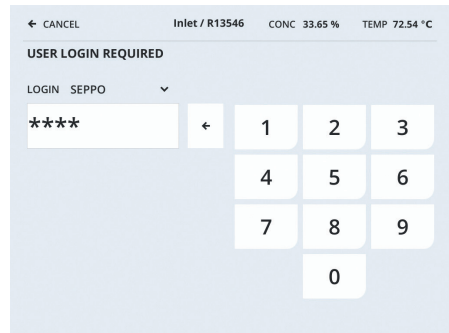 ← CANCEL Inlet / R13546 CONC 33.65 % TEMP 72.54 °C
USER LOGIN REQUIRED
LOGIN SEPPO
****
←
1 2 3
4 5 6
7 8 9
0